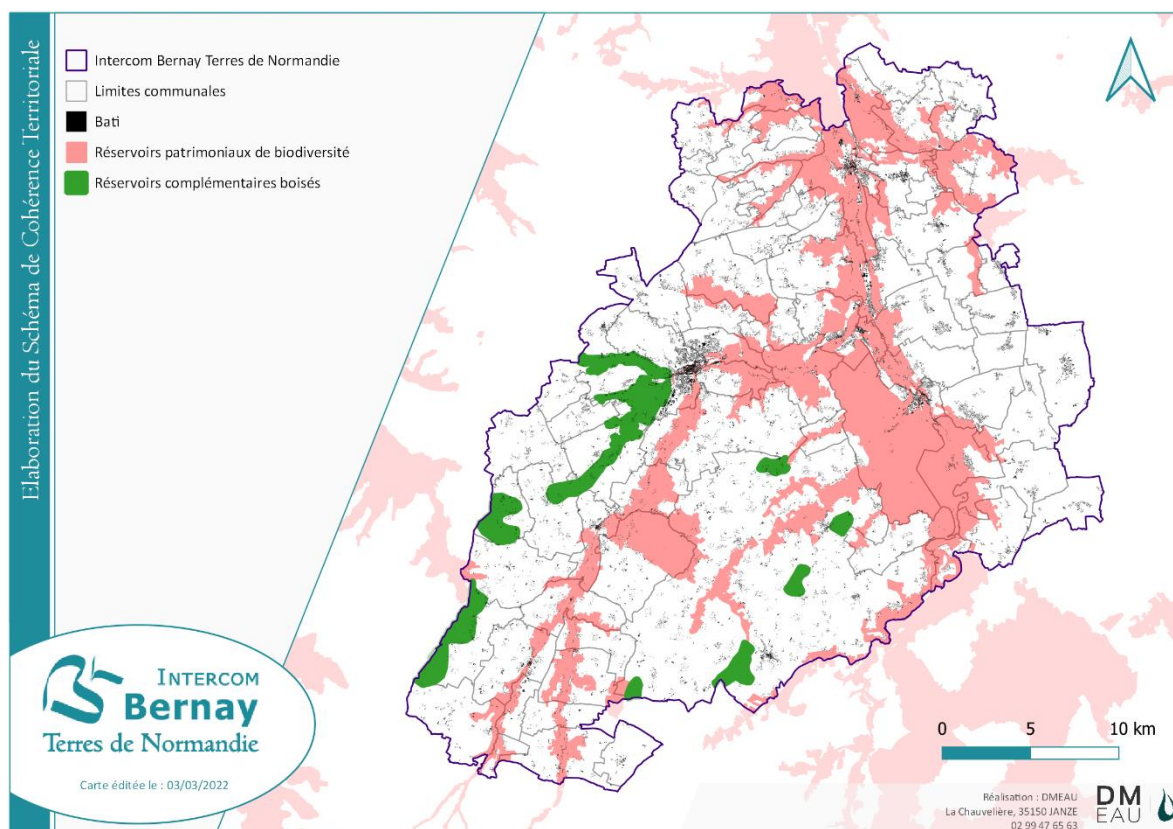 Elaboration du Schéma de Cohérence Territoriale
Intercom Bernay Terres de Normandie
Limites communales
Bati
Réservoirs patrimoniaux de biodiversité
Réservoirs complémentaires boisés
INTERCOM
Bernay
Terres de Normandie
Carte éditée le : 03/03/2022
0 5 10 km
Réalisation : DMEAU
La Chauvelière, 35150 JANZE
02 99 47 65 63
DM
EAU